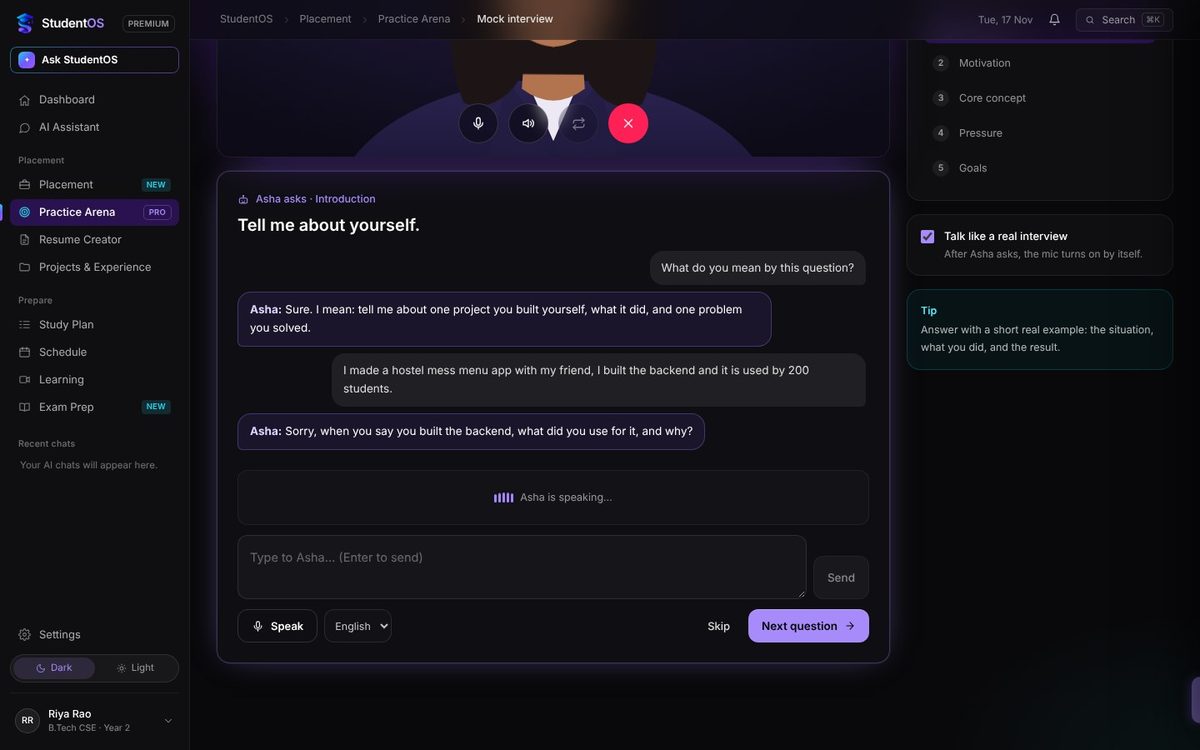 StudentOS
PREMIUM
Ask StudentOS
Dashboard
AI Assistant
Placement
Placement NEW
Practice Arena PRO
Resume Creator
Projects & Experience
Prepare
Study Plan
Schedule
Learning
Exam Prep NEW
Recent chats
Your AI chats will appear here.
Settings
Dark
Light
RR
Riya Rao
B.Tech CSE · Year 2
StudentOS > Placement > Practice Arena > Mock interview
Tue, 17 Nov
Search ⌘K
Asha asks · Introduction
Tell me about yourself.
What do you mean by this question?
Asha: Sure. I mean: tell me about one project you built yourself, what it did, and one problem
you solved.
I made a hostel mess menu app with my friend, I built the backend and it is used by 200
students.
Asha: Sorry, when you say you built the backend, what did you use for it, and why?
Asha is speaking...
Type to Asha... (Enter to send)
Send
Speak
English
Skip
Next question →
2 Motivation
3 Core concept
4 Pressure
5 Goals
Talk like a real interview
After Asha asks, the mic turns on by itself.
Tip
Answer with a short real example: the situation,
what you did, and the result.